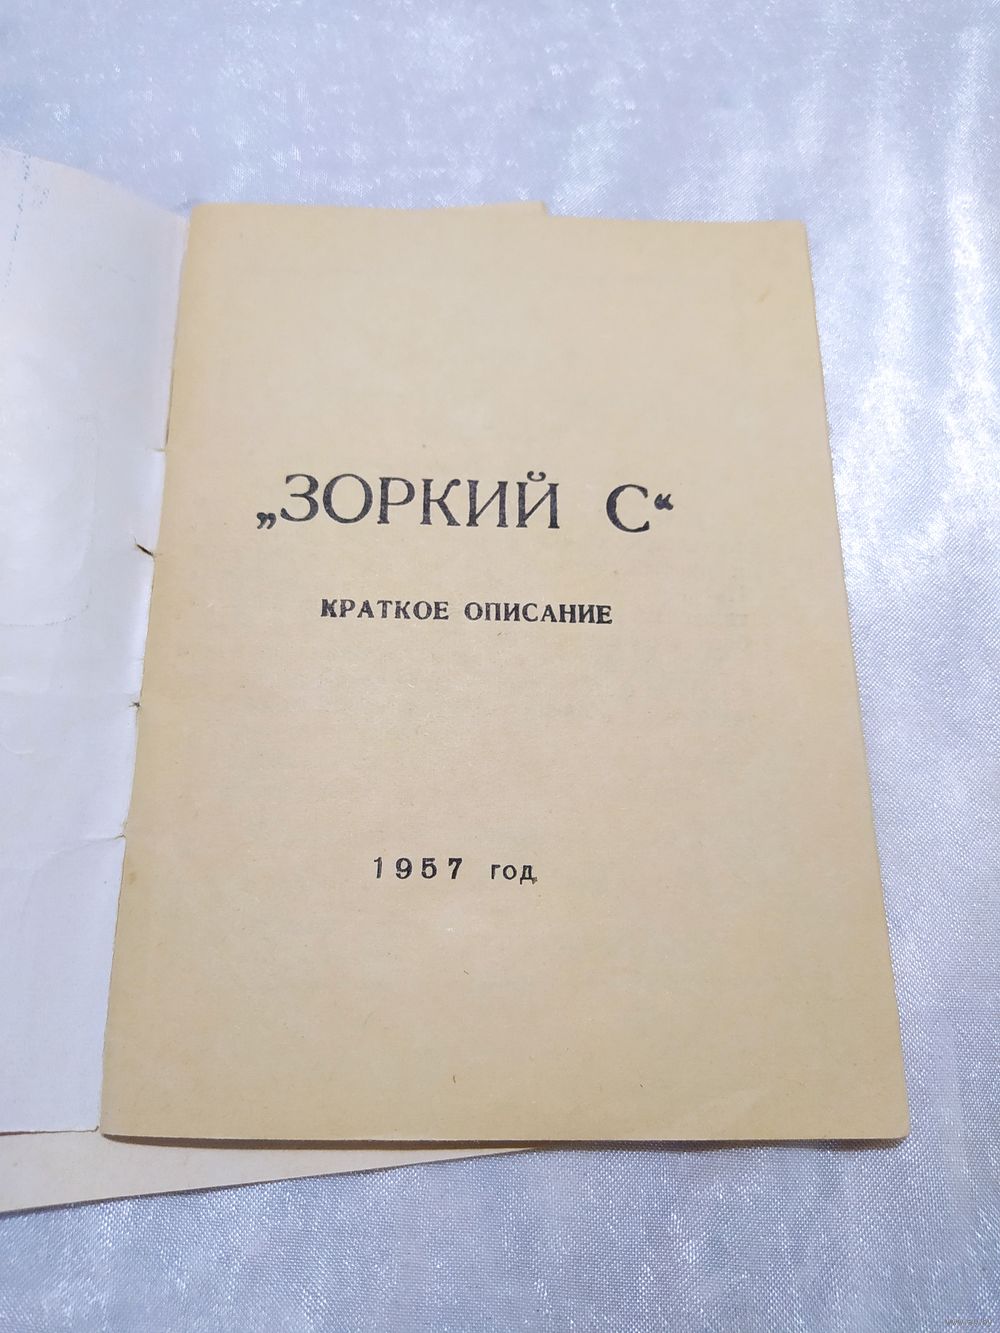 „ЗОРКИЙ С“
КРАТКОЕ ОПИСАНИЕ
1957 год